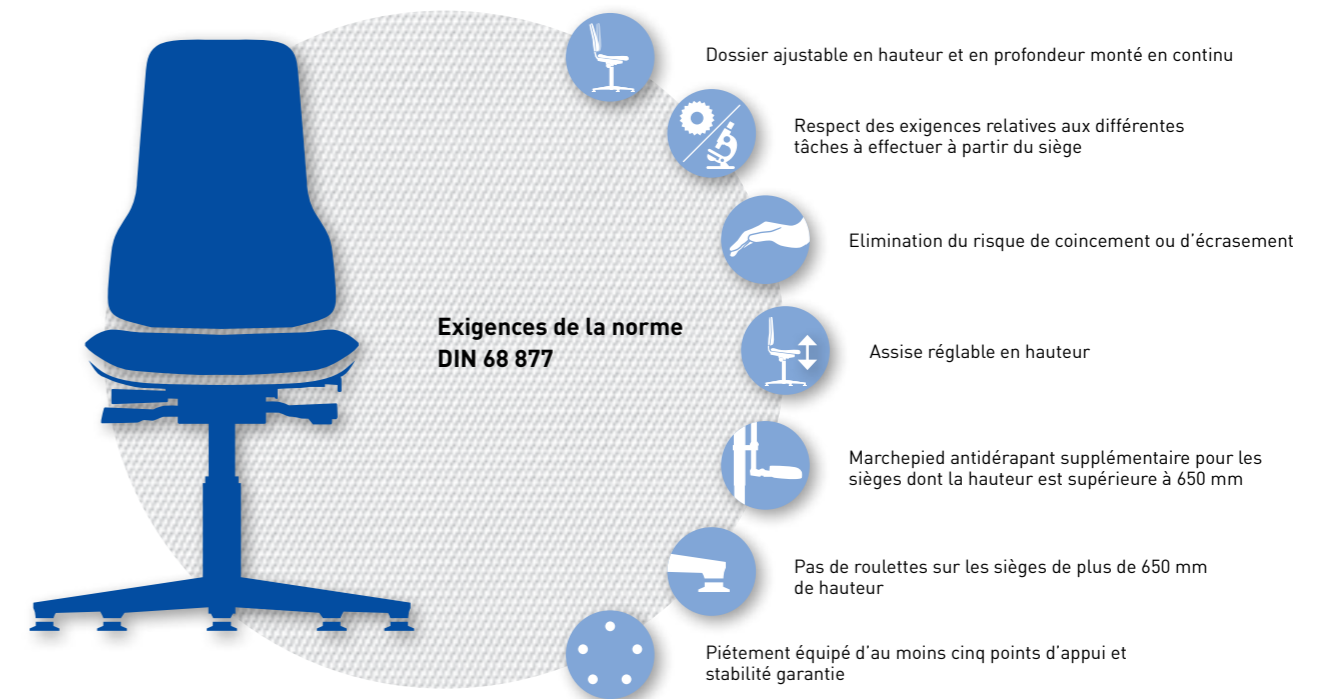 Dossier ajustable en hauteur et en profondeur monté en continu
Respect des exigences relatives aux différentes
tâches à effectuer à partir du siège
Elimination du risque de coincement ou d'écrasement
Exigences de la norme
DIN 68 877
Assise réglable en hauteur
Marchepied antidérapant supplémentaire pour les
sièges dont la hauteur est supérieure à 650 mm
Pas de roulettes sur les sièges de plus de 650 mm
de hauteur
Piétement équipé d'au moins cinq points d'appui et
stabilité garantie